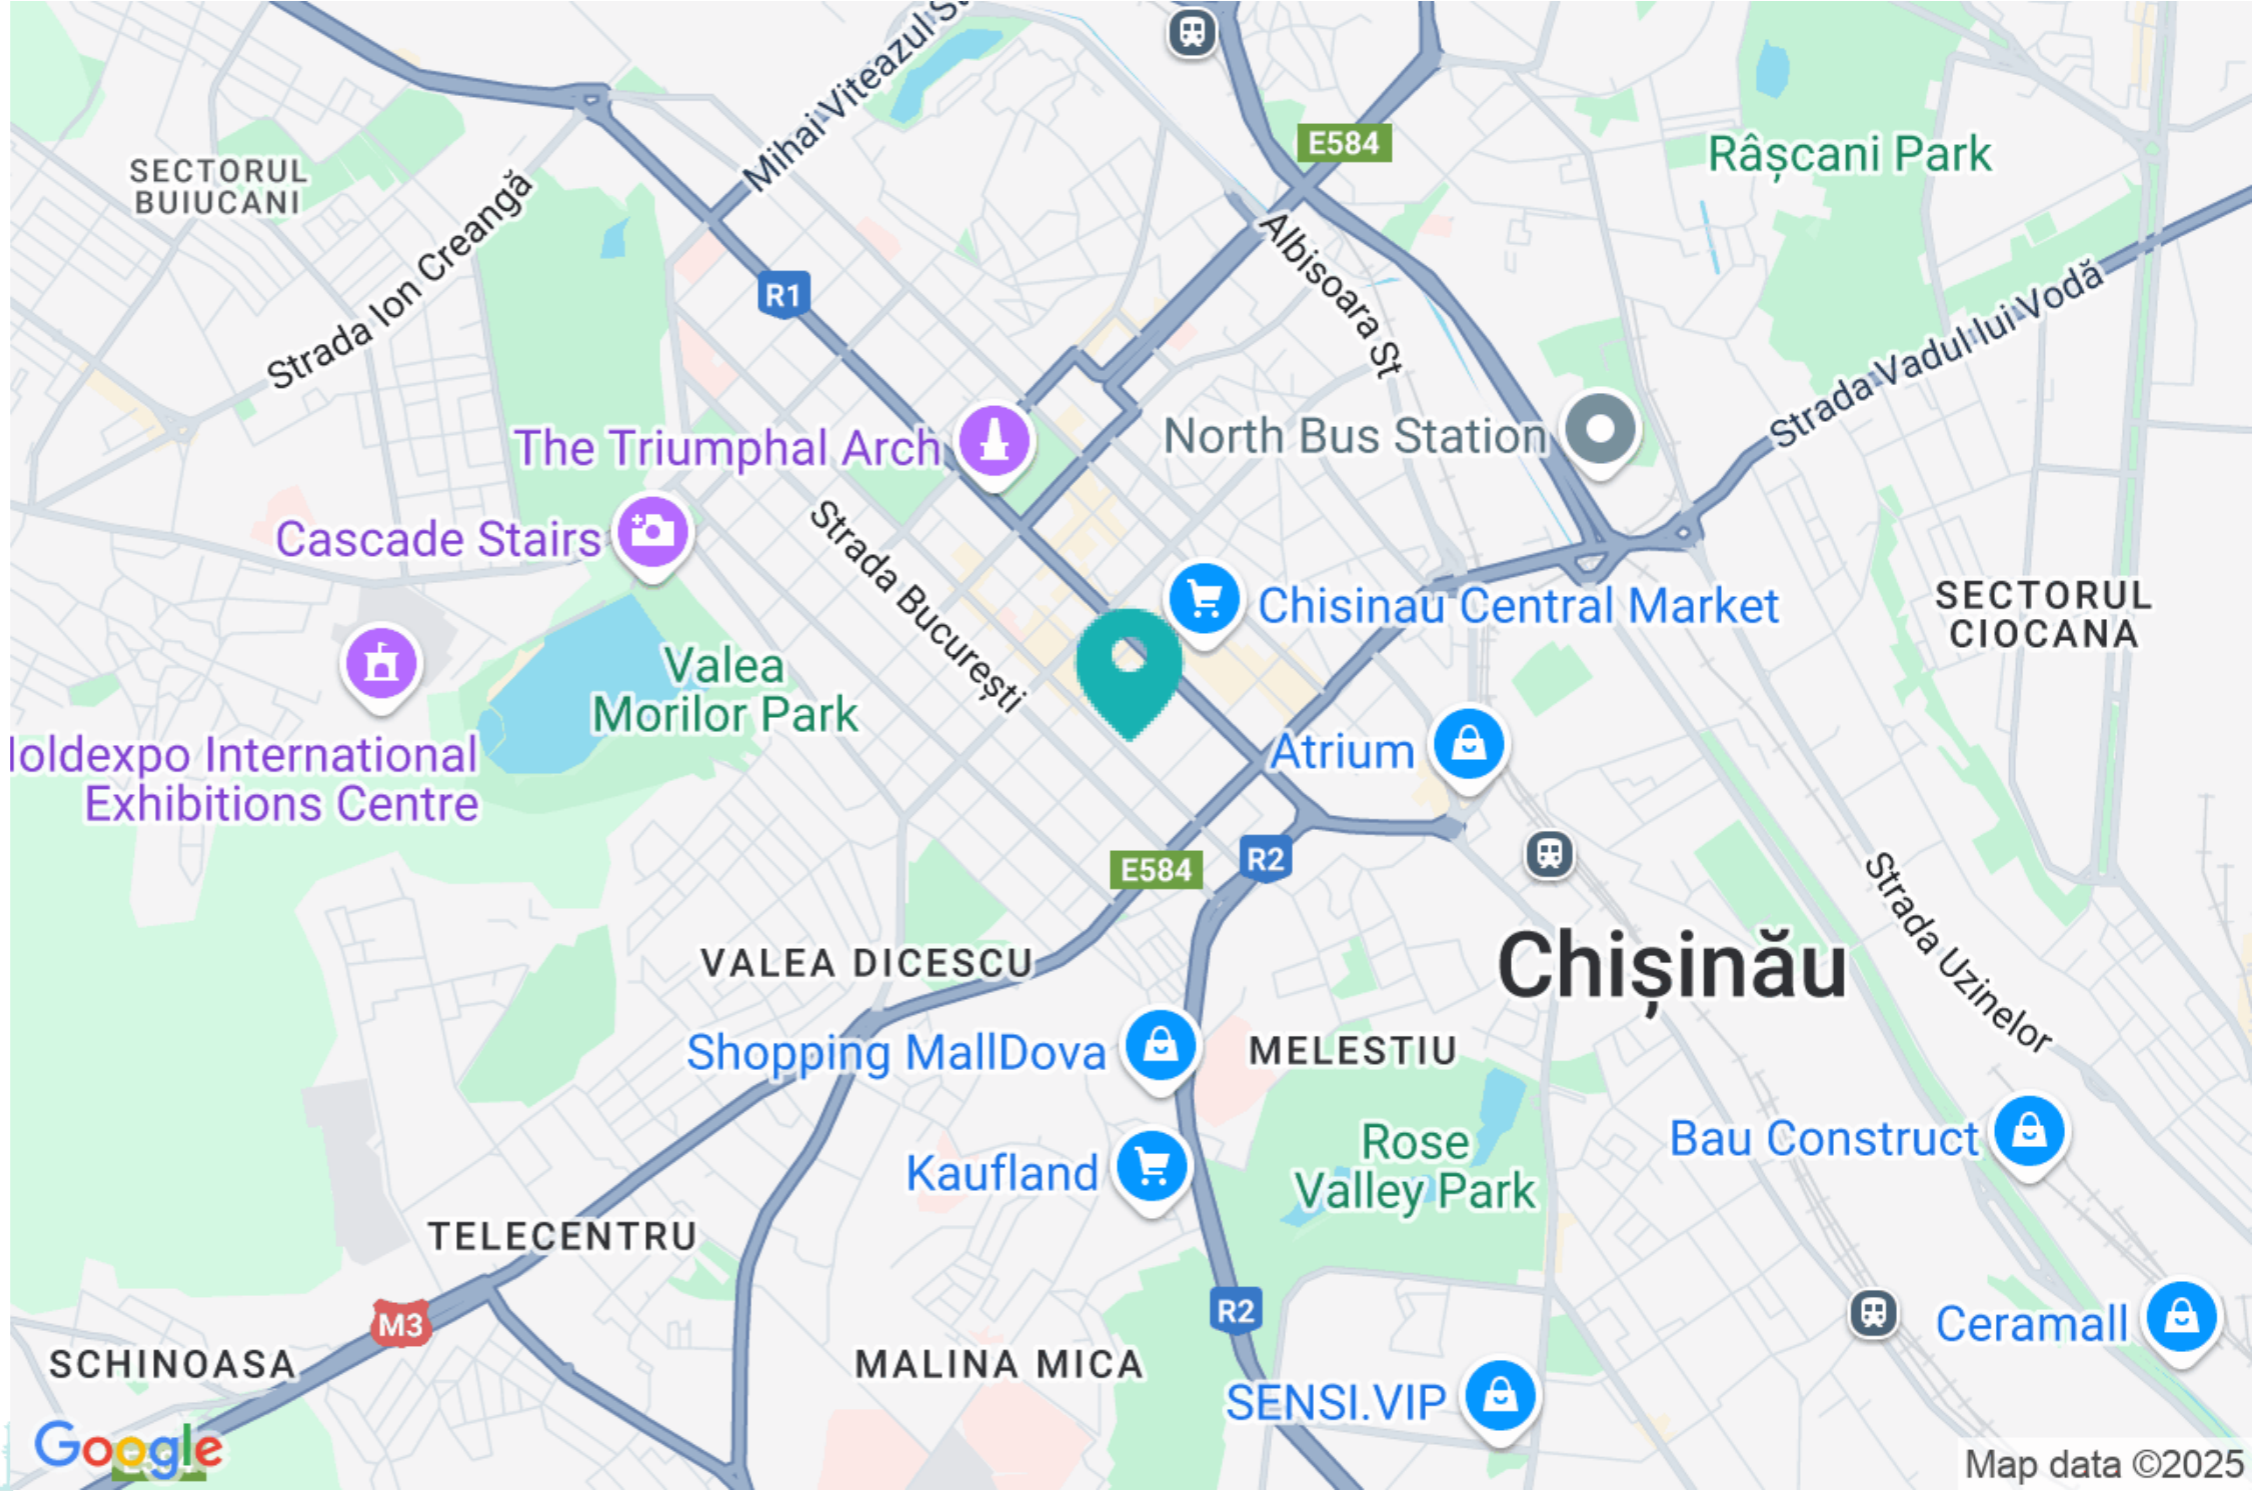 Mihai Viteazul
E584
Râșcani Park
SECTORUL
BUIUCANI
Strada Ion Creangă
R1
Albisoara St
Strada Vadul lui Vodă
The Triumphal Arch
North Bus Station
Cascade Stairs
Strada București
Chisinau Central Market
SECTORUL
CIOCANA
Valea
Morilor Park
oldexpo International
Exhibitions Centre
Atrium
E584
R2
Strada Uzinelor
VALEA DICESCU
Chișinău
Shopping MallDova
MELESTIU
Rose
Valley Park
Bau Construct
Kaufland
TELECENTRU
R2
M3
Ceramall
SCHINOASA
MALINA MICA
SENSI.VIP
Google
Map data ©2025